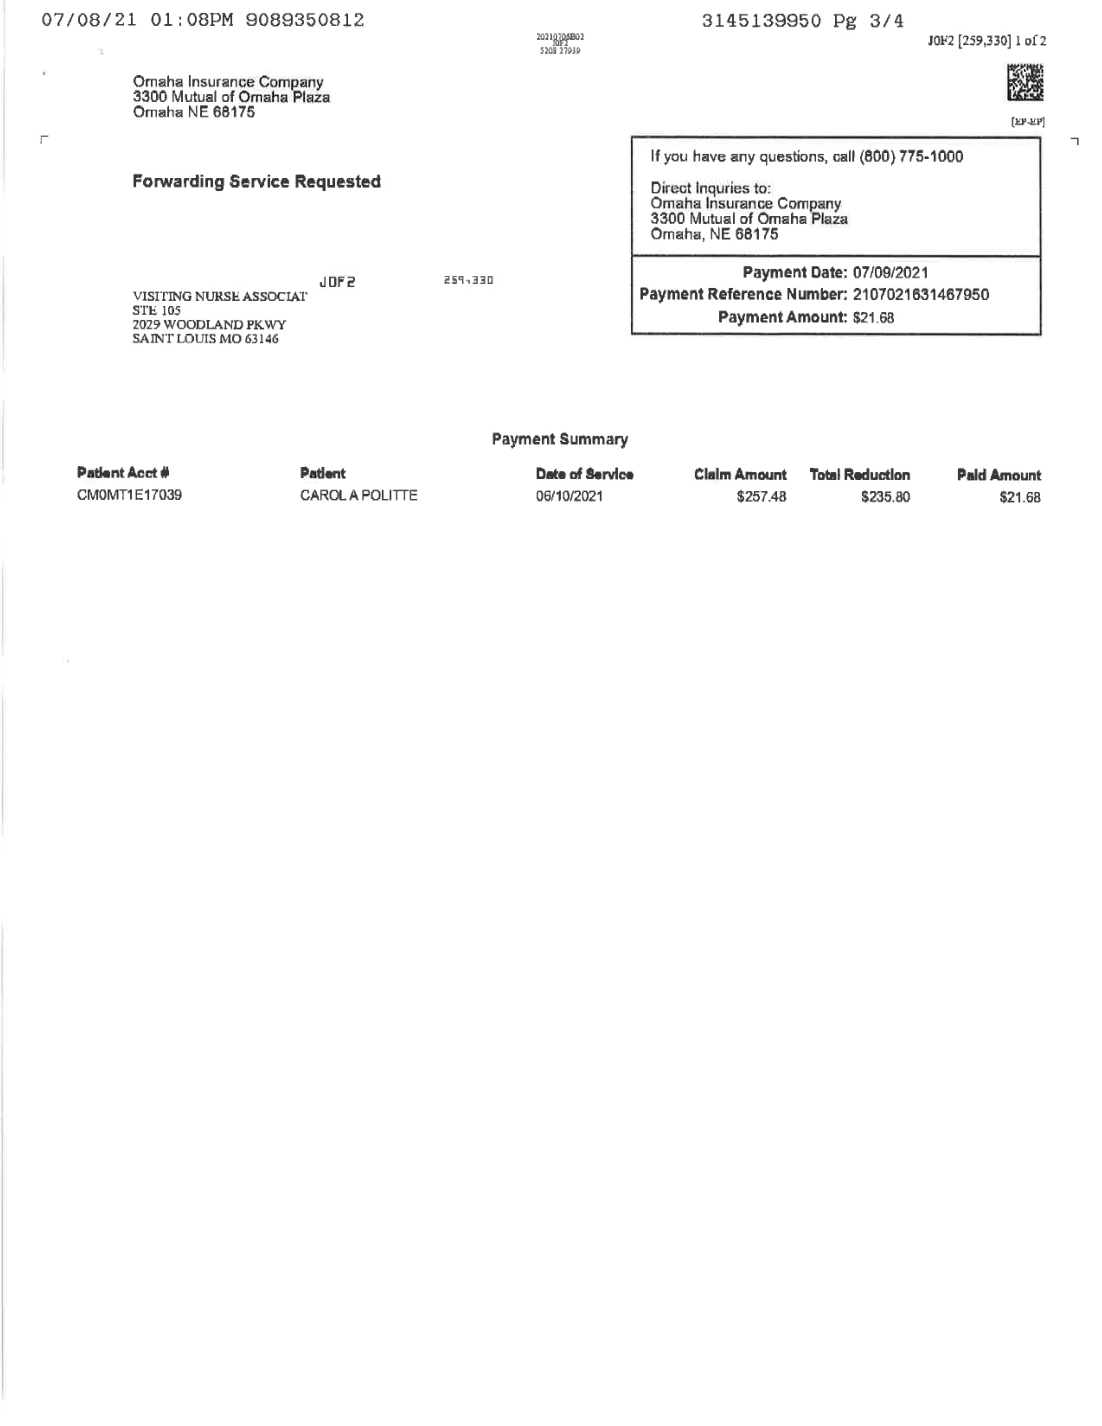 07/08/21 01:08PM 9089350812
3145139950 Pg 3/4
J0F2
5208 27939
J0F2 [259,330] 1 of 2
Omaha Insurance Company
3300 Mutual of Omaha Plaza
Omaha NE 68175
[EP-EP]
If you have any questions, call (800) 775-1000
Forwarding Service Requested
Direct Inquries to:
Omaha Insurance Company
3300 Mutual of Omaha Plaza
Omaha, NE 68175
Payment Date: 07/09/2021
Payment Reference Number: 2107021631467950
Payment Amount: $21.68
J0F2 259,330
VISITING NURSE ASSOCIAT
STE 105
2029 WOODLAND PKWY
SAINT LOUIS MO 63146
Payment Summary
Patient Acct # Patient Date of Service Claim Amount Total Reduction Paid Amount
CM0MT1E17039 CAROL A POLITTE 06/10/2021 $257.48 $235.80 $21.68